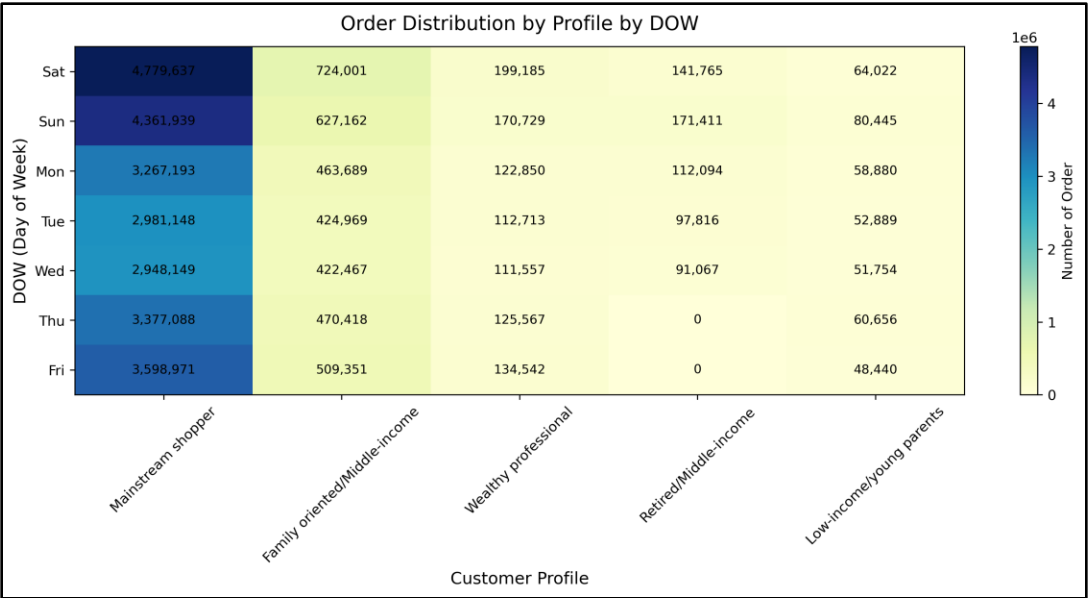 Order Distribution by Profile by DOW
1e6
Sat 4,779,637 724,001 199,185 141,765 64,022
Sun 4,361,939 627,162 170,729 171,411 80,445
Mon 3,267,193 463,689 122,850 112,094 58,880
Tue 2,981,148 424,969 112,713 97,816 52,889
Wed 2,948,149 422,467 111,557 91,067 51,754
Thu 3,377,088 470,418 125,567 0 60,656
Fri 3,598,971 509,351 134,542 0 48,440
DOW (Day of Week)
Mainstream shopper
Family oriented/Middle-income
Wealthy professional
Retired/Middle-income
Low-income/young parents
Customer Profile
4
3
2
1
0
Number of Order